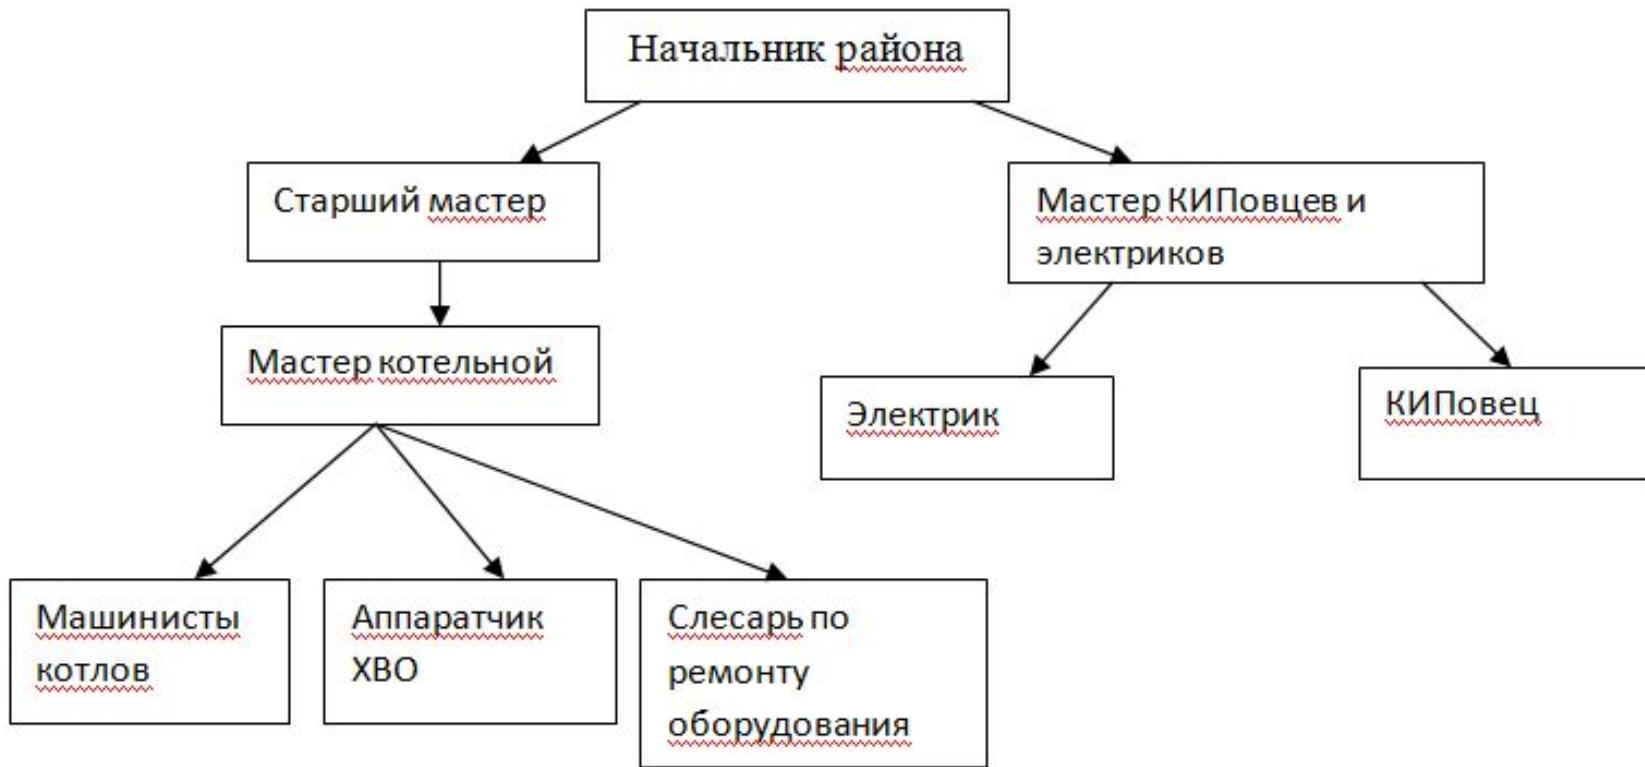 Начальник района
Старший мастер
Мастер КИПовцев и
электриков
Мастер котельной
Электрик
КИПовец
Машинисты
котлов
Аппаратчик
ХВО
Слесарь по
ремонту
оборудования